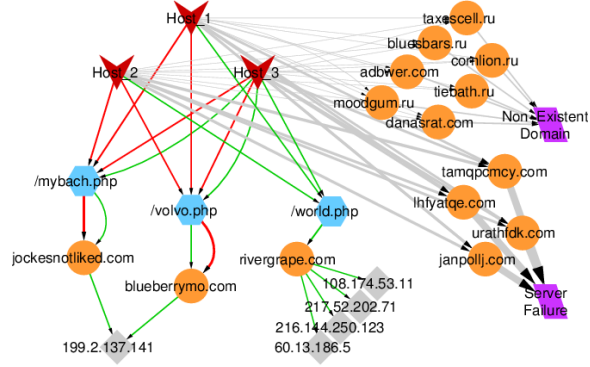 Host_1
taxescell.ru
bluesbars.ru
comlion.ru
Host_2
Host_3
adbwer.com
tiebath.ru
moodgum.ru
danasrat.com
Non-Existent
Domain
tamqpcmcy.com
/mybach.php
lhfyatqe.com
/volvo.php
/world.php
urathfdk.com
jockesnotliked.com
rivergrape.com
janpollj.com
blueberrymo.com
108.174.53.11
Server
Failure
217.52.202.71
216.144.250.123
199.2.137.141
60.13.186.5